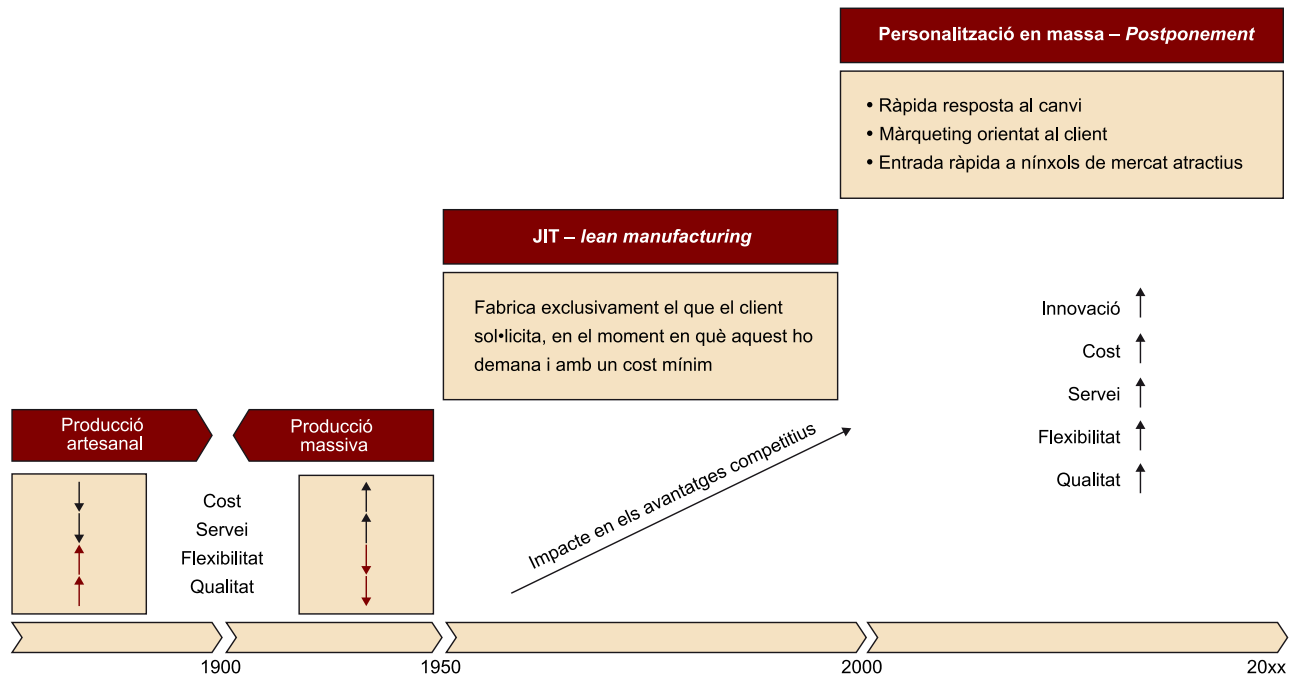 Personalització en massa – Postponement
• Ràpida resposta al canvi
• Màrqueting orientat al client
• Entrada ràpida a nínxols de mercat atractius
JIT – lean manufacturing
Fabrica exclusivament el que el client
sol•licita, en el moment en què aquest ho
demana i amb un cost mínim
Innovació
Cost
Servei
Flexibilitat
Qualitat
Producció
artesanal
Producció
massiva
Cost
Servei
Flexibilitat
Qualitat
Impacte en els avantatges competitius
1900
1950
2000
20xx